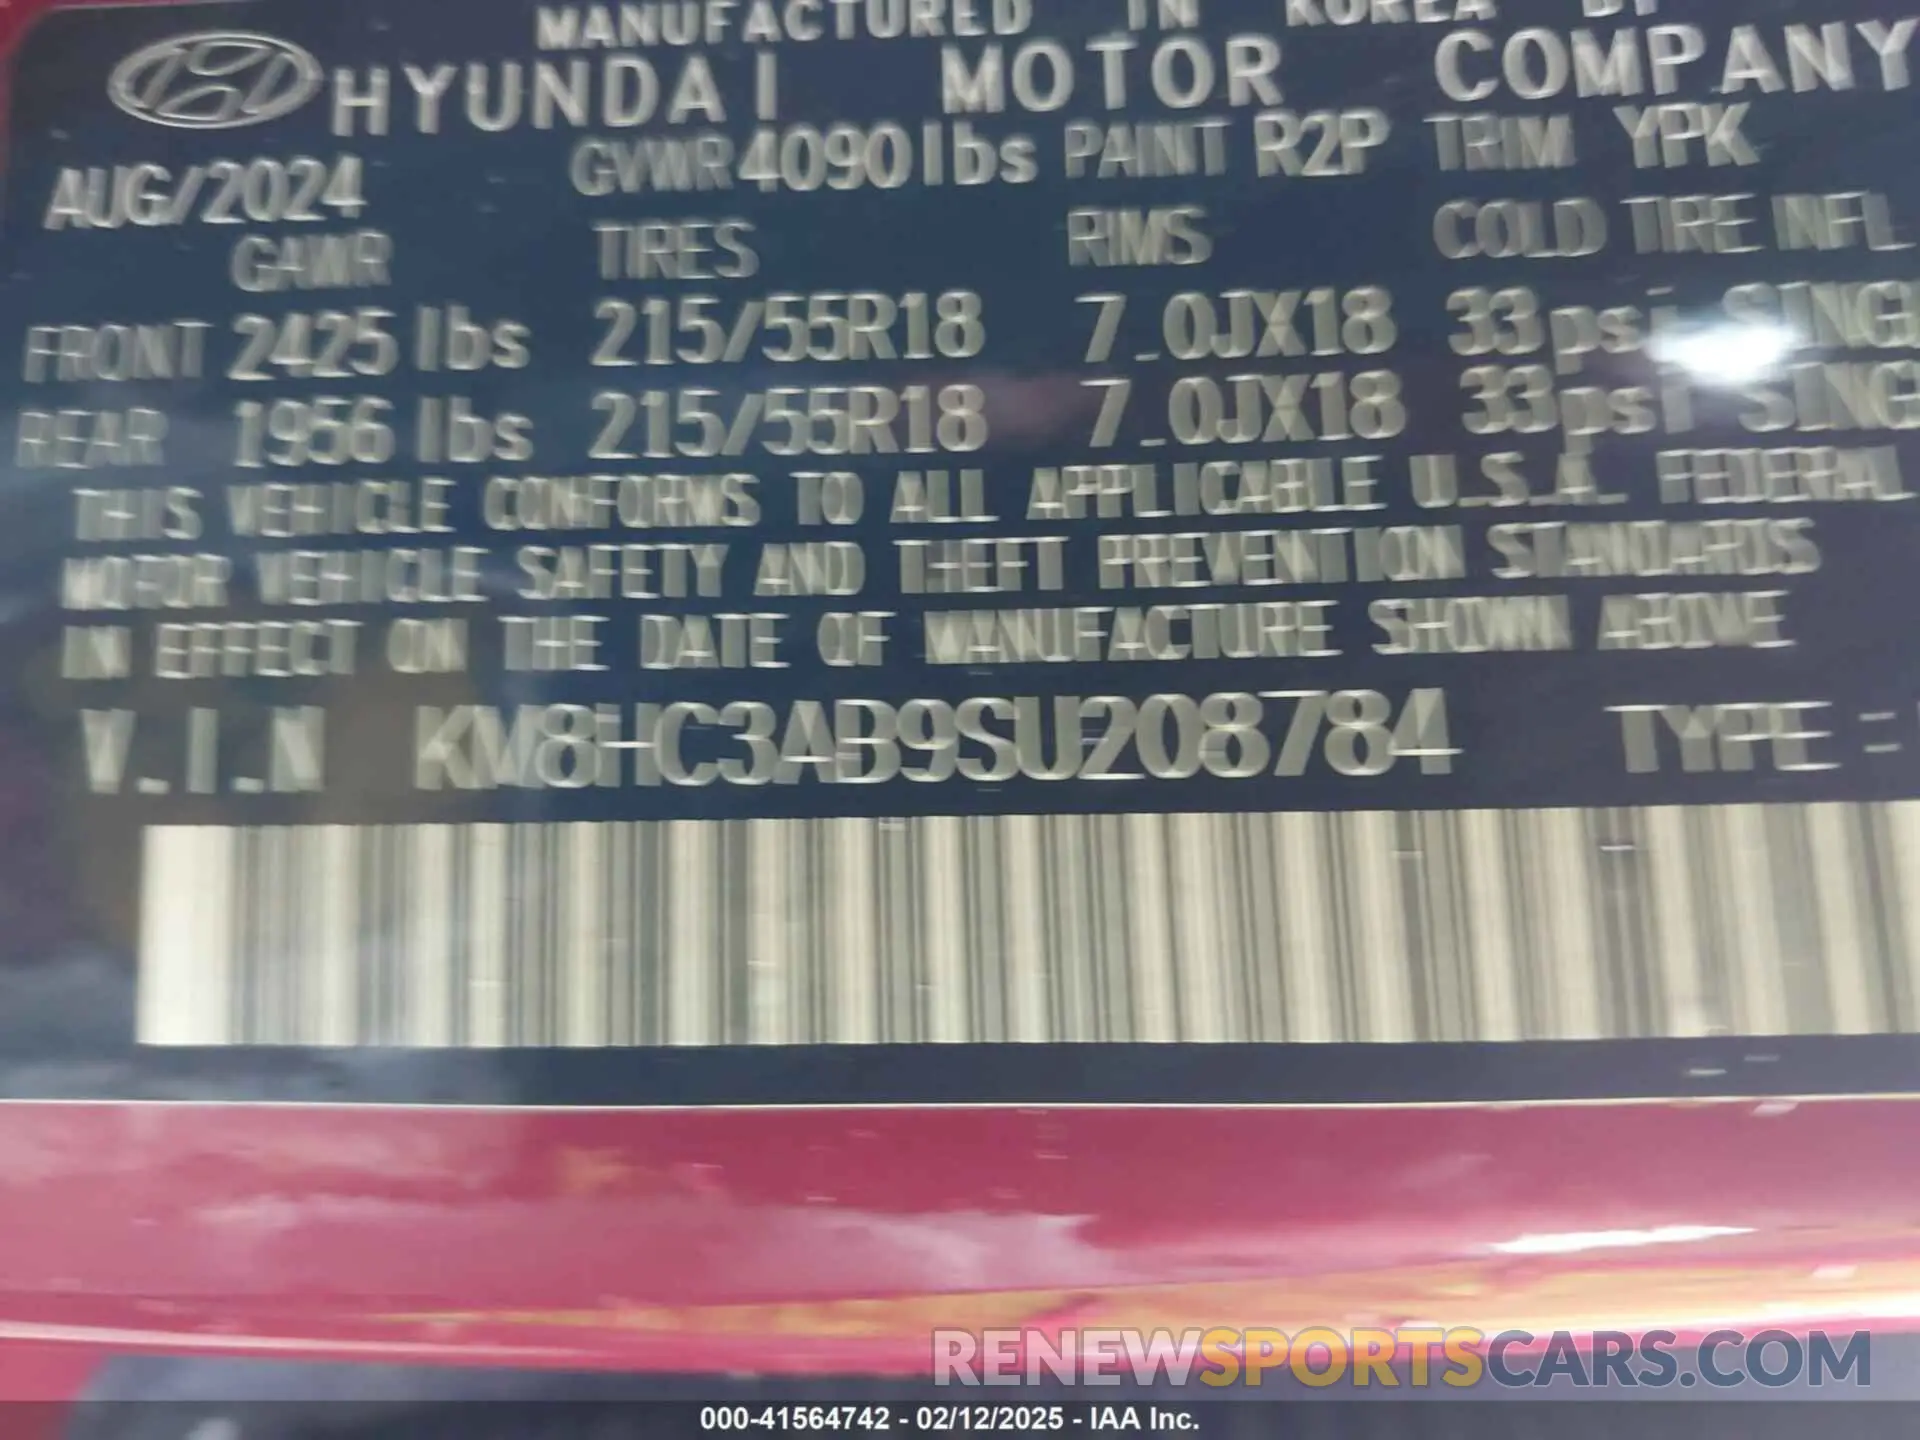 MANUFACTURED IN KOREA BY
HYUNDAI MOTOR COMPANY
AUG/2024 GVWR 4090 lbs PAINT R2P TRIM YPK
GAWR TIRES RIMS COLD TIRE INFL
FRONT 2425 lbs 215/55R18 7.0JX18 33psi
REAR 1956 lbs 215/55R18 7.0JX18 33psi
THIS VEHICLE CONFORMS TO ALL APPLICABLE U.S.A. FEDERAL
MOTOR VEHICLE SAFETY AND THEFT PREVENTION STANDARDS
IN EFFECT ON THE DATE OF MANUFACTURE SHOWN ABOVE
V.I.N KM8HC3AB9SU208784 TYPE:
RENEWSPORTSCARS.COM
000-41564742 - 02/12/2025 - IAA Inc.